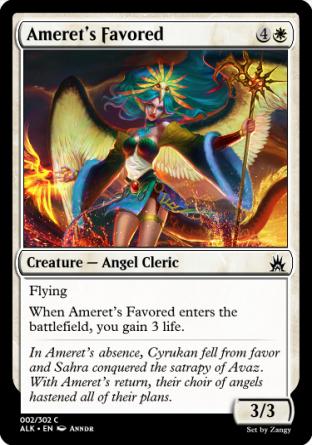 Ameret's Favored 4
Creature — Angel Cleric
Flying
When Ameret's Favored enters the
battlefield, you gain 3 life.
In Ameret's absence, Cyrukan fell from favor
and Sahra conquered the satrapy of Avaz.
With Ameret's return, their choir of angels
hastened all of their plans.
3/3
002/302 C
ALK • EN Anndr
Set by Zangy